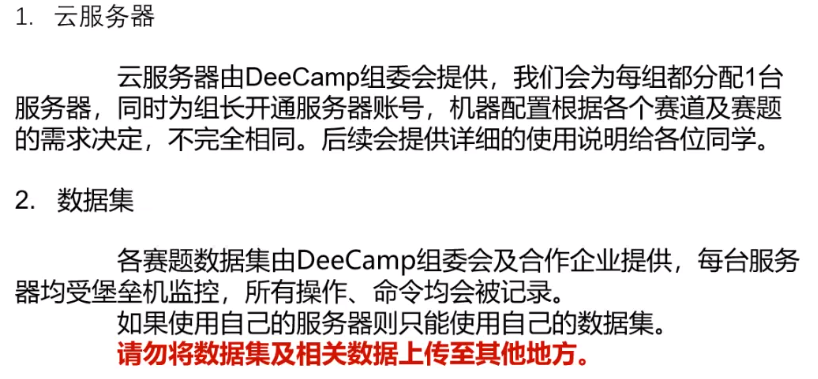 1. 云服务器
云服务器由DeeCamp组委会提供，我们会为每组都分配1台
服务器，同时为组长开通服务器账号，机器配置根据各个赛道及赛题
的需求决定，不完全相同。后续会提供详细的使用说明给各位同学。
2. 数据集
各赛题数据集由DeeCamp组委会及合作企业提供，每台服务
器均受堡垒机监控，所有操作、命令均会被记录。
如果使用自己的服务器则只能使用自己的数据集。
请勿将数据集及相关数据上传至其他地方。